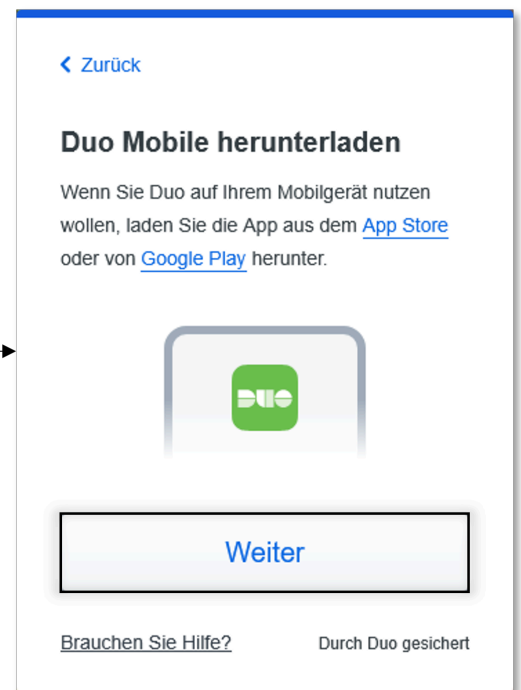 Zurück
Duo Mobile herunterladen
Wenn Sie Duo auf Ihrem Mobilgerät nutzen
wollen, laden Sie die App aus dem App Store
oder von Google Play herunter.
DUO
Weiter
Brauchen Sie Hilfe? Durch Duo gesichert